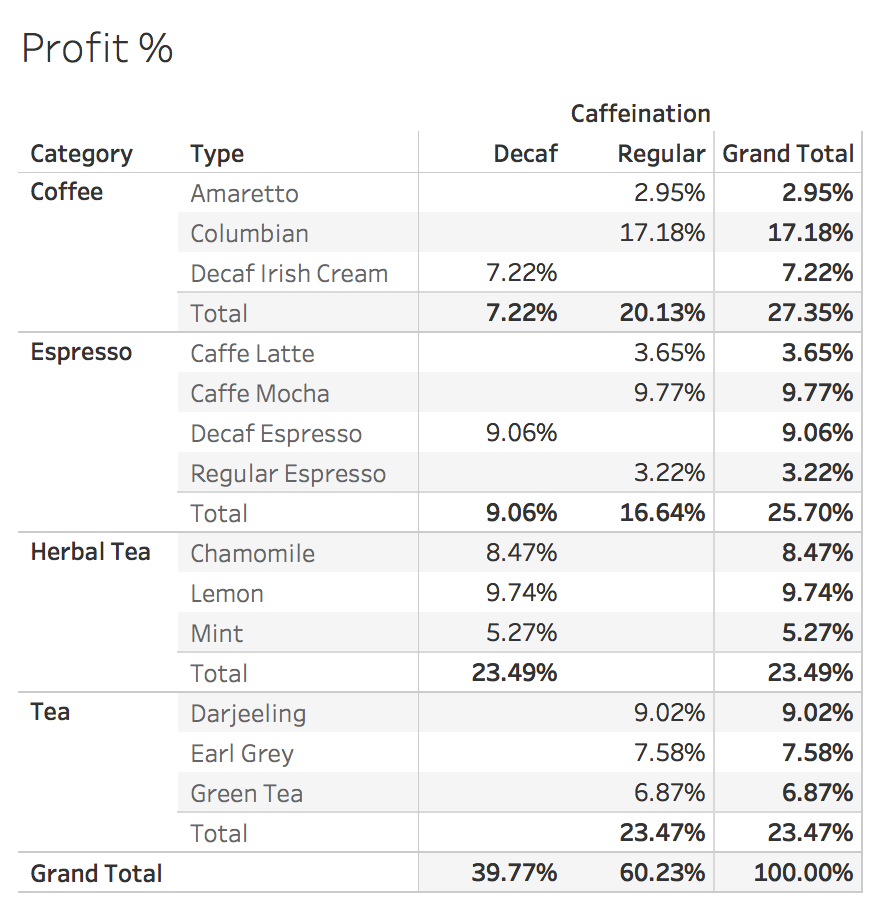 Profit %
Caffeination
Category Type Decaf Regular Grand Total
Coffee Amaretto 2.95% 2.95%
Columbian 17.18% 17.18%
Decaf Irish Cream 7.22% 7.22%
Total 7.22% 20.13% 27.35%
Espresso Caffe Latte 3.65% 3.65%
Caffe Mocha 9.77% 9.77%
Decaf Espresso 9.06% 9.06%
Regular Espresso 3.22% 3.22%
Total 9.06% 16.64% 25.70%
Herbal Tea Chamomile 8.47% 8.47%
Lemon 9.74% 9.74%
Mint 5.27% 5.27%
Total 23.49% 23.49%
Tea Darjeeling 9.02% 9.02%
Earl Grey 7.58% 7.58%
Green Tea 6.87% 6.87%
Total 23.47% 23.47%
Grand Total 39.77% 60.23% 100.00%